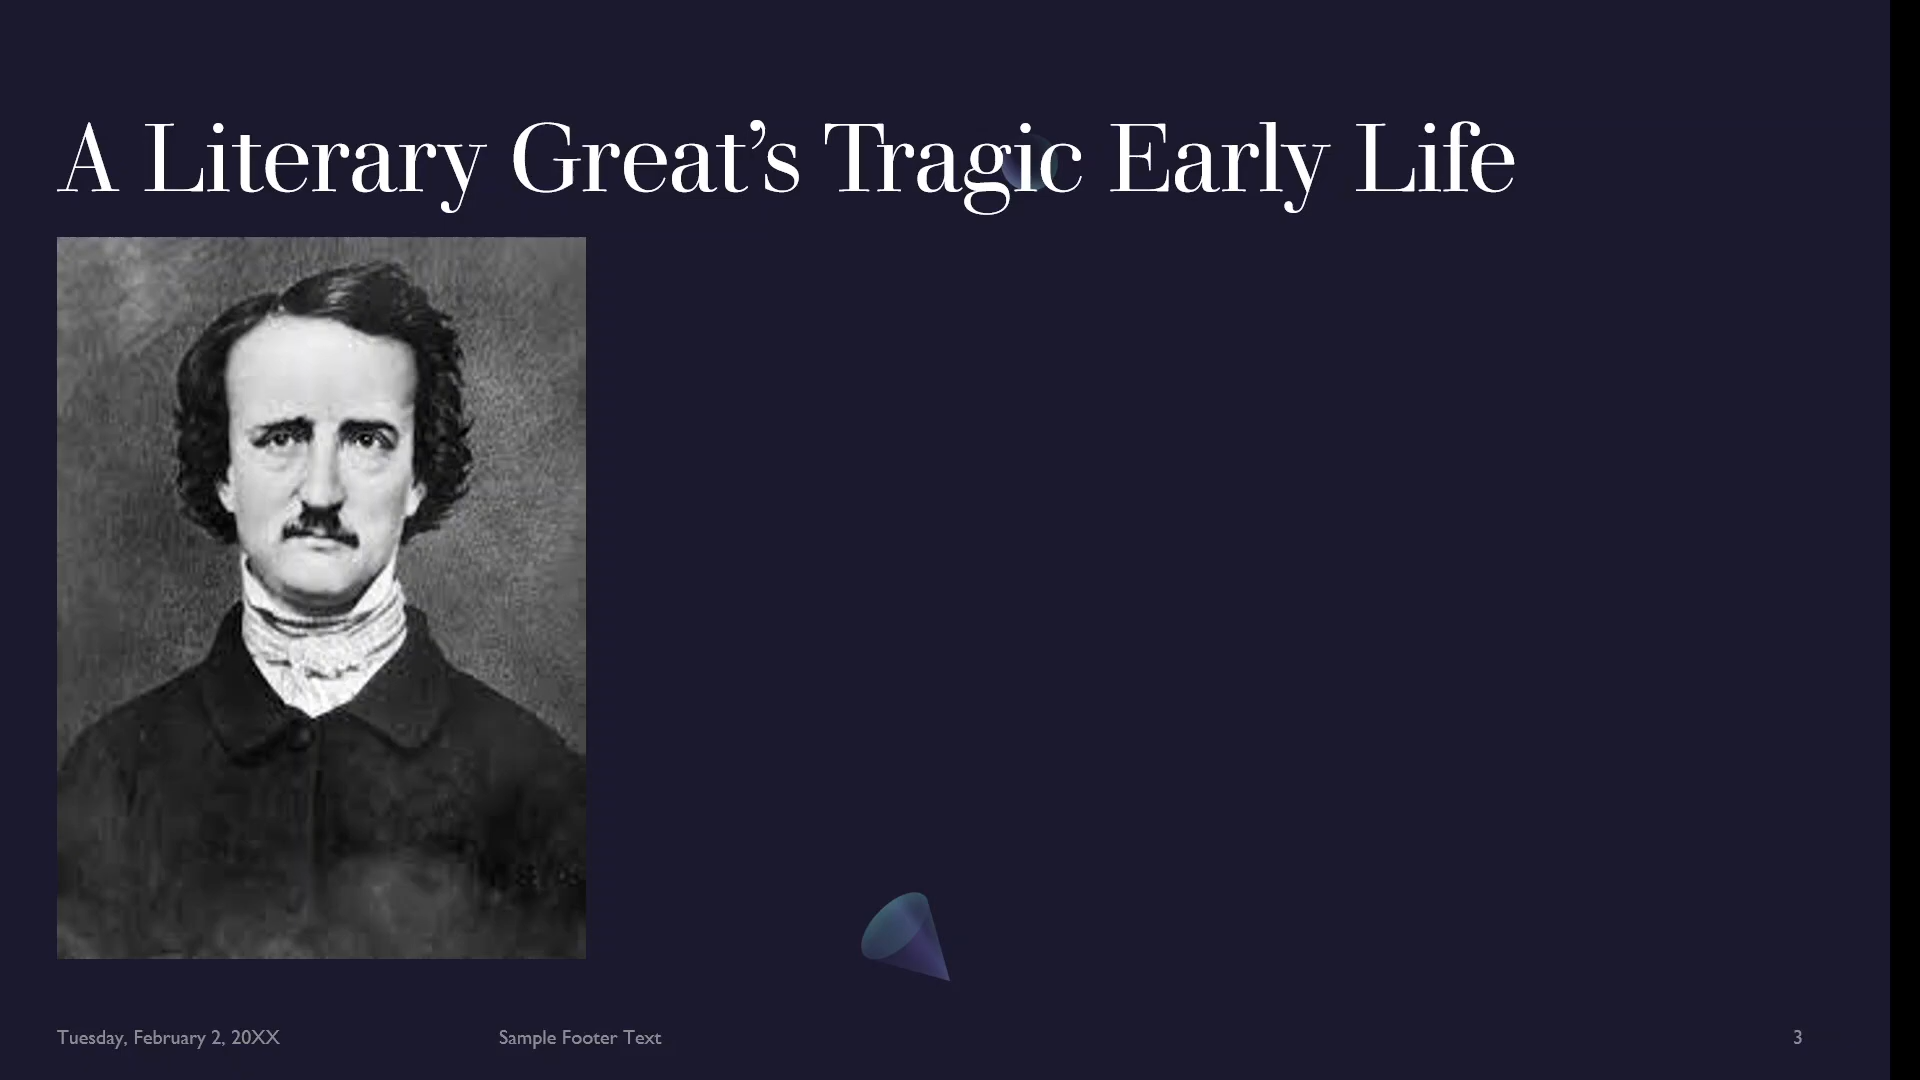 A Literary Great’s Tragic Early Life
Tuesday, February 2, 20XX
Sample Footer Text
3